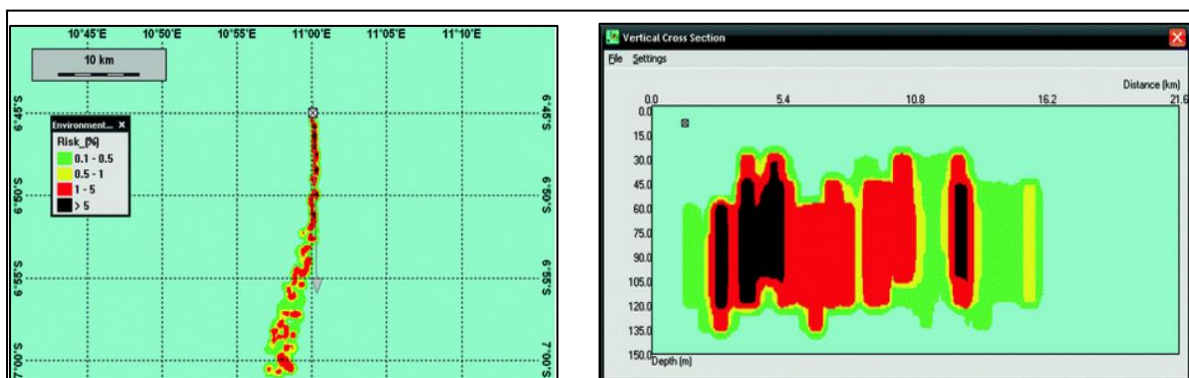 10°45'E 10°50'E 10°55'E 11°00'E 11°05'E 11°10'E
10 km
6°45'S 6°45'S
Environment... x
Risk_(%)
0.1 - 0.5
0.5 - 1
1 - 5
> 5
6°50'S 6°50'S
6°55'S 6°55'S
7°00'S 7°00'S
Vertical Cross Section
File Settings
Distance (km)
0.0 5.4 10.8 16.2 21.6
0.0
15.0
30.0
45.0
60.0
75.0
90.0
105.0
120.0
135.0
150.0
Depth (m)